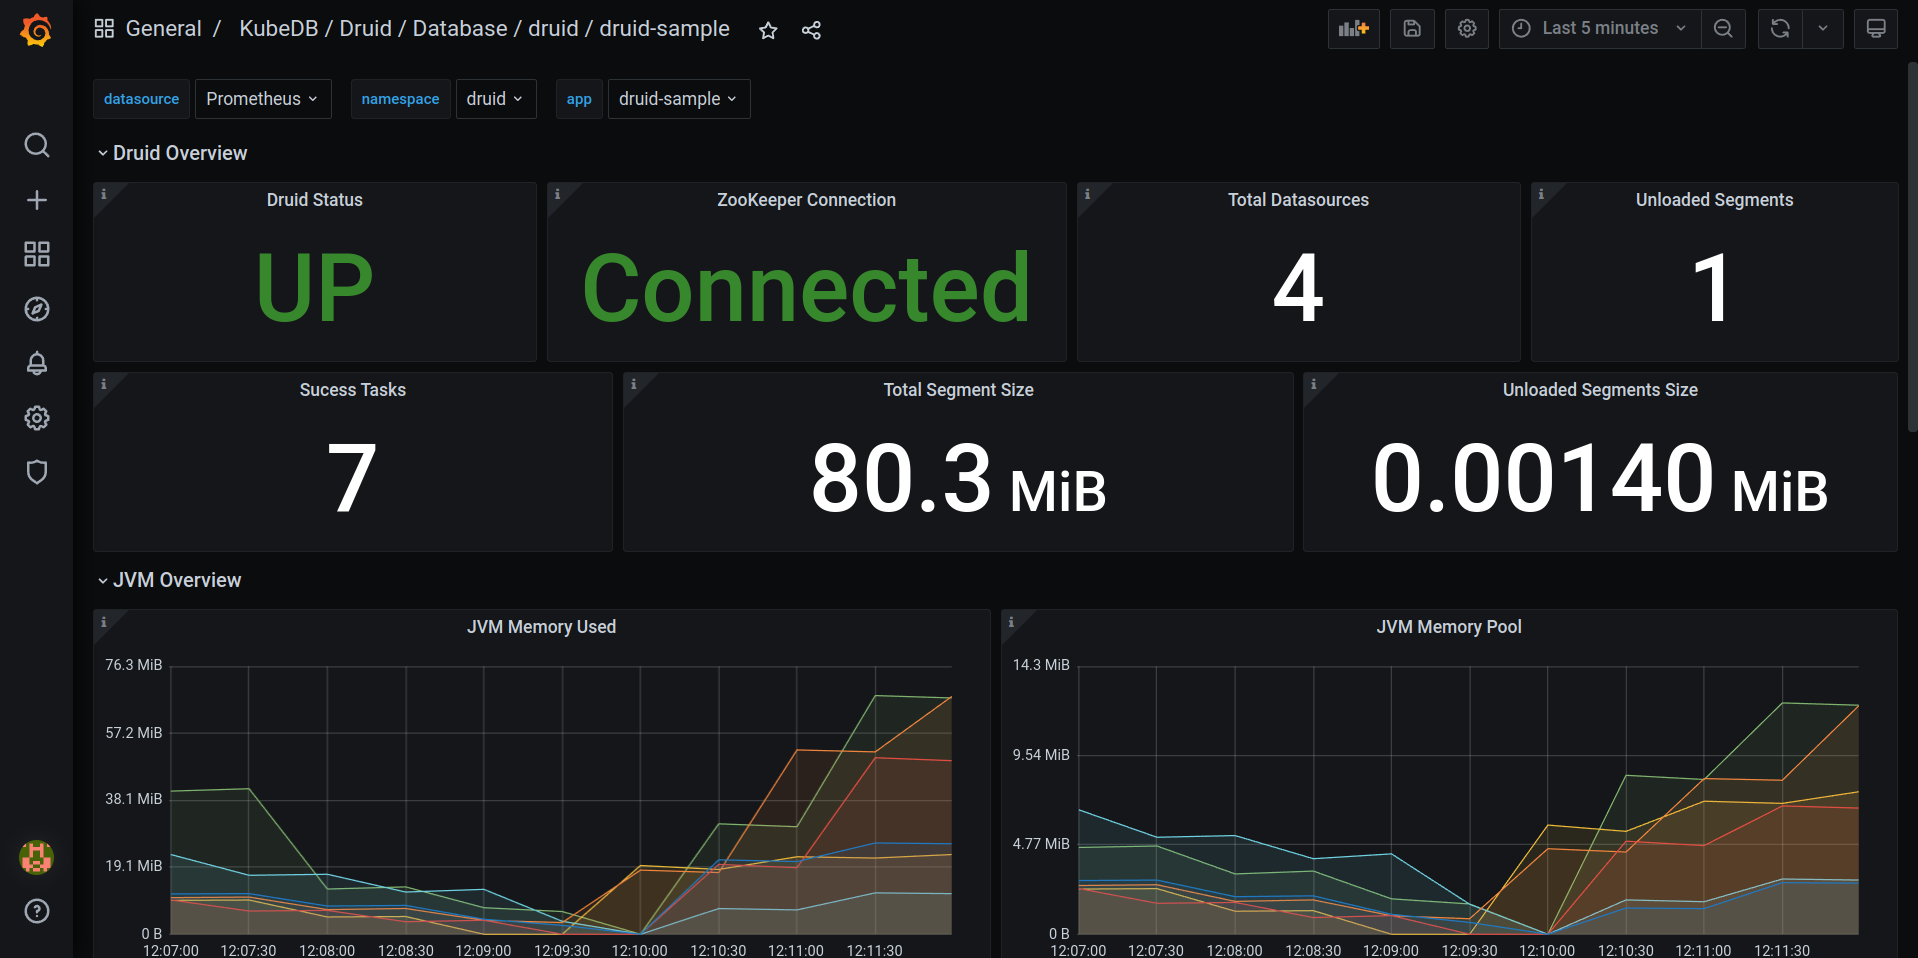 General / KubeDB / Druid / Database / druid / druid-sample
Last 5 minutes
datasource Prometheus namespace druid app druid-sample
Druid Overview
Druid Status
UP
ZooKeeper Connection
Connected
Total Datasources
4
Unloaded Segments
1
Sucess Tasks
7
Total Segment Size
80.3 MiB
Unloaded Segments Size
0.00140 MiB
JVM Overview
JVM Memory Used
76.3 MiB
57.2 MiB
38.1 MiB
19.1 MiB
0 B
12:07:00 12:07:30 12:08:00 12:08:30 12:09:00 12:09:30 12:10:00 12:10:30 12:11:00 12:11:30
JVM Memory Pool
14.3 MiB
9.54 MiB
4.77 MiB
0 B
12:07:00 12:07:30 12:08:00 12:08:30 12:09:00 12:09:30 12:10:00 12:10:30 12:11:00 12:11:30